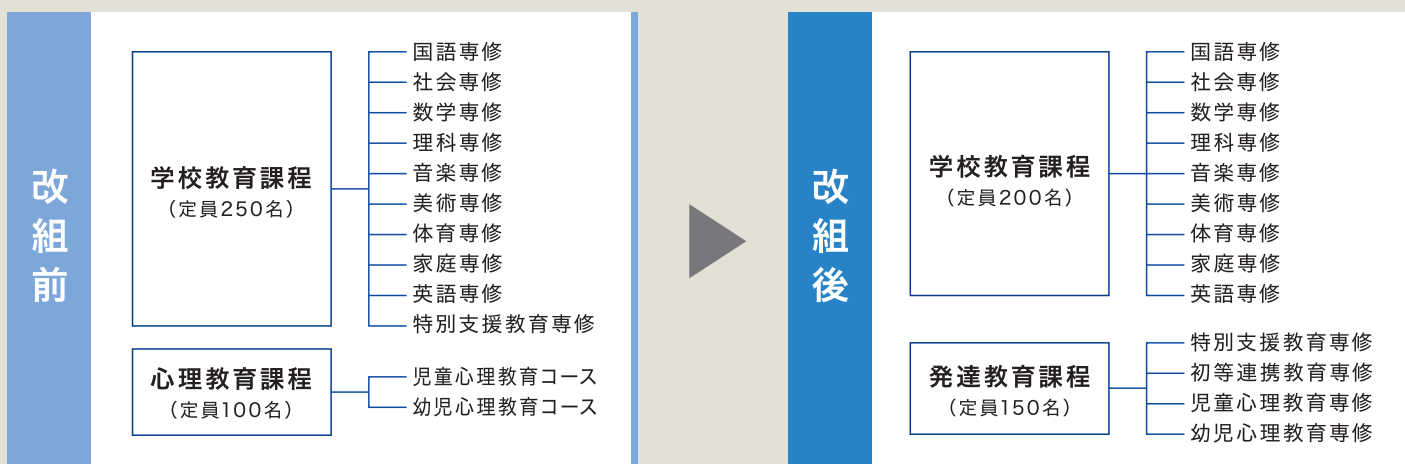 改組前
学校教育課程
（定員250名）
国語専修
社会専修
数学専修
理科専修
音楽専修
美術専修
体育専修
家庭専修
英語専修
特別支援教育専修
心理教育課程
（定員100名）
児童心理教育コース
幼児心理教育コース
改組後
学校教育課程
（定員200名）
国語専修
社会専修
数学専修
理科専修
音楽専修
美術専修
体育専修
家庭専修
英語専修
発達教育課程
（定員150名）
特別支援教育専修
初等連携教育専修
児童心理教育専修
幼児心理教育専修